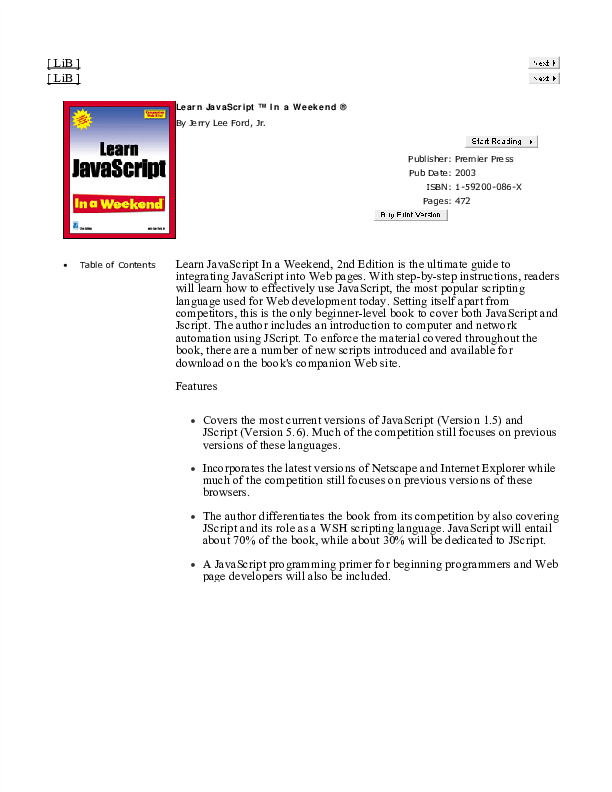 [ LiB ]
Next
[ LiB ]
Next
Learn JavaScript ™ In a Weekend ®
By Jerry Lee Ford, Jr.
Learn
JavaScript
In a Weekend
Start Reading
Publisher: Premier Press
Pub Date: 2003
ISBN: 1-59200-086-X
Pages: 472
Buy Print Version
• Table of Contents
Learn JavaScript In a Weekend, 2nd Edition is the ultimate guide to
integrating JavaScript into Web pages. With step-by-step instructions, readers
will learn how to effectively use JavaScript, the most popular scripting
language used for Web development today. Setting itself apart from
competitors, this is the only beginner-level book to cover both JavaScript and
Jscript. The author includes an introduction to computer and network
automation using JScript. To enforce the material covered throughout the
book, there are a number of new scripts introduced and available for
download on the book's companion Web site.
Features
• Covers the most current versions of JavaScript (Version 1.5) and
JScript (Version 5.6). Much of the competition still focuses on previous
versions of these languages.
• Incorporates the latest versions of Netscape and Internet Explorer while
much of the competition still focuses on previous versions of these
browsers.
• The author differentiates the book from its competition by also covering
JScript and its role as a WSH scripting language. JavaScript will entail
about 70% of the book, while about 30% will be dedicated to JScript.
• A JavaScript programming primer for beginning programmers and Web
page developers will also be included.